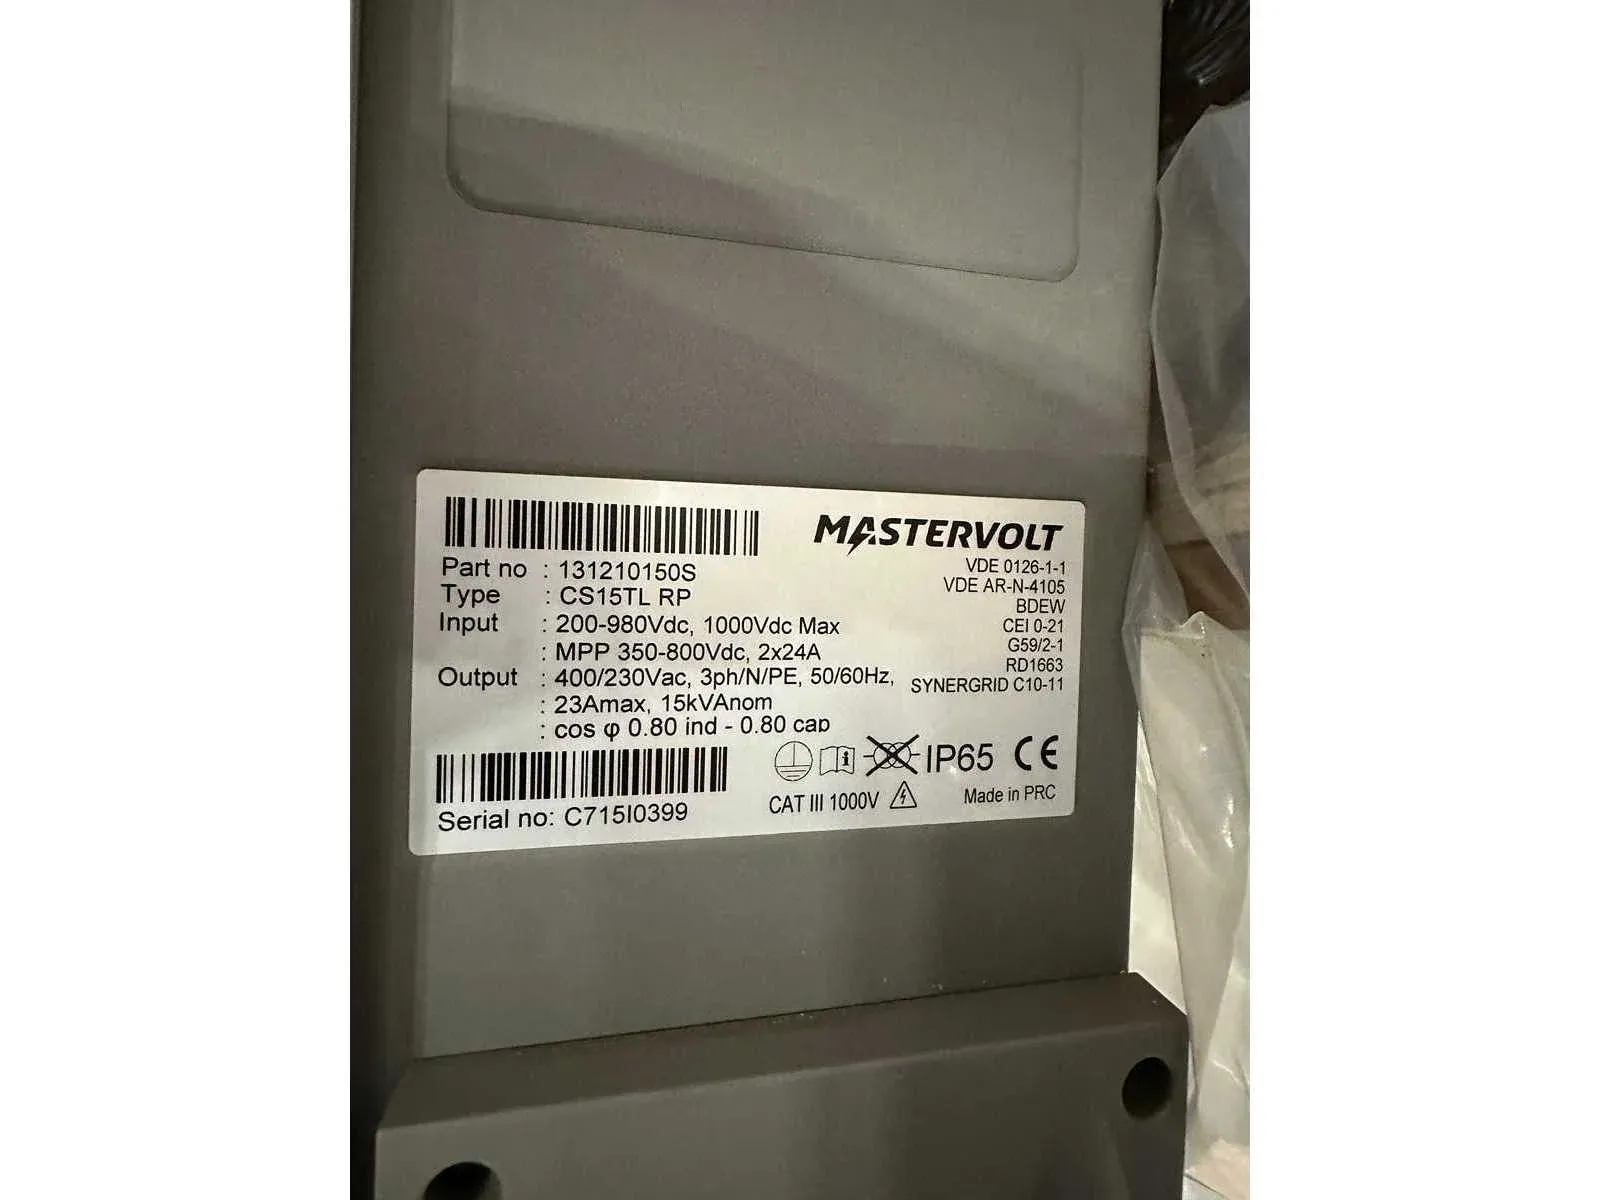 MASTERVOLT
Part no : 131210150S
Type : CS15TL RP
Input : 200-980Vdc, 1000Vdc Max
: MPP 350-800Vdc, 2x24A
Output : 400/230Vac, 3ph/N/PE, 50/60Hz,
: 23Amax, 15kVAnom
: cos φ 0.80 ind - 0.80 cap
VDE 0126-1-1
VDE AR-N-4105
BDEW
CEI 0-21
G59/2-1
RD1663
SYNERGRID C10-11
IP65 CE
CAT III 1000V
Made in PRC
Serial no: C715I0399